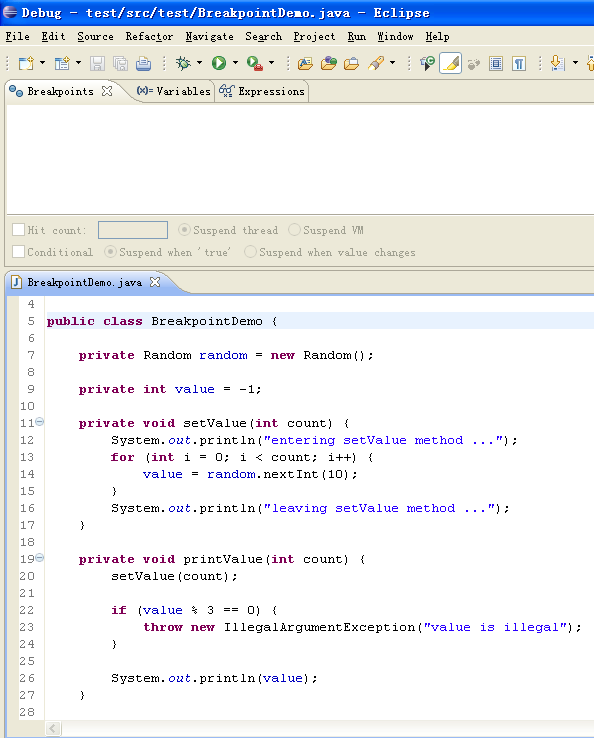 Debug - test/src/test/BreakpointDemo.java - Eclipse
File Edit Source Refactor Navigate Search Project Run Window Help
Breakpoints (x)= Variables Expressions
Hit count: Suspend thread Suspend VM
Conditional Suspend when 'true' Suspend when value changes
J BreakpointDemo.java
4
5 public class BreakpointDemo {
6
7     private Random random = new Random();
8
9     private int value = -1;
10
11     private void setValue(int count) {
12         System.out.println("entering setValue method ...");
13         for (int i = 0; i < count; i++) {
14             value = random.nextInt(10);
15         }
16         System.out.println("leaving setValue method ...");
17     }
18
19     private void printValue(int count) {
20         setValue(count);
21
22         if (value % 3 == 0) {
23             throw new IllegalArgumentException("value is illegal");
24         }
25
26         System.out.println(value);
27     }
28